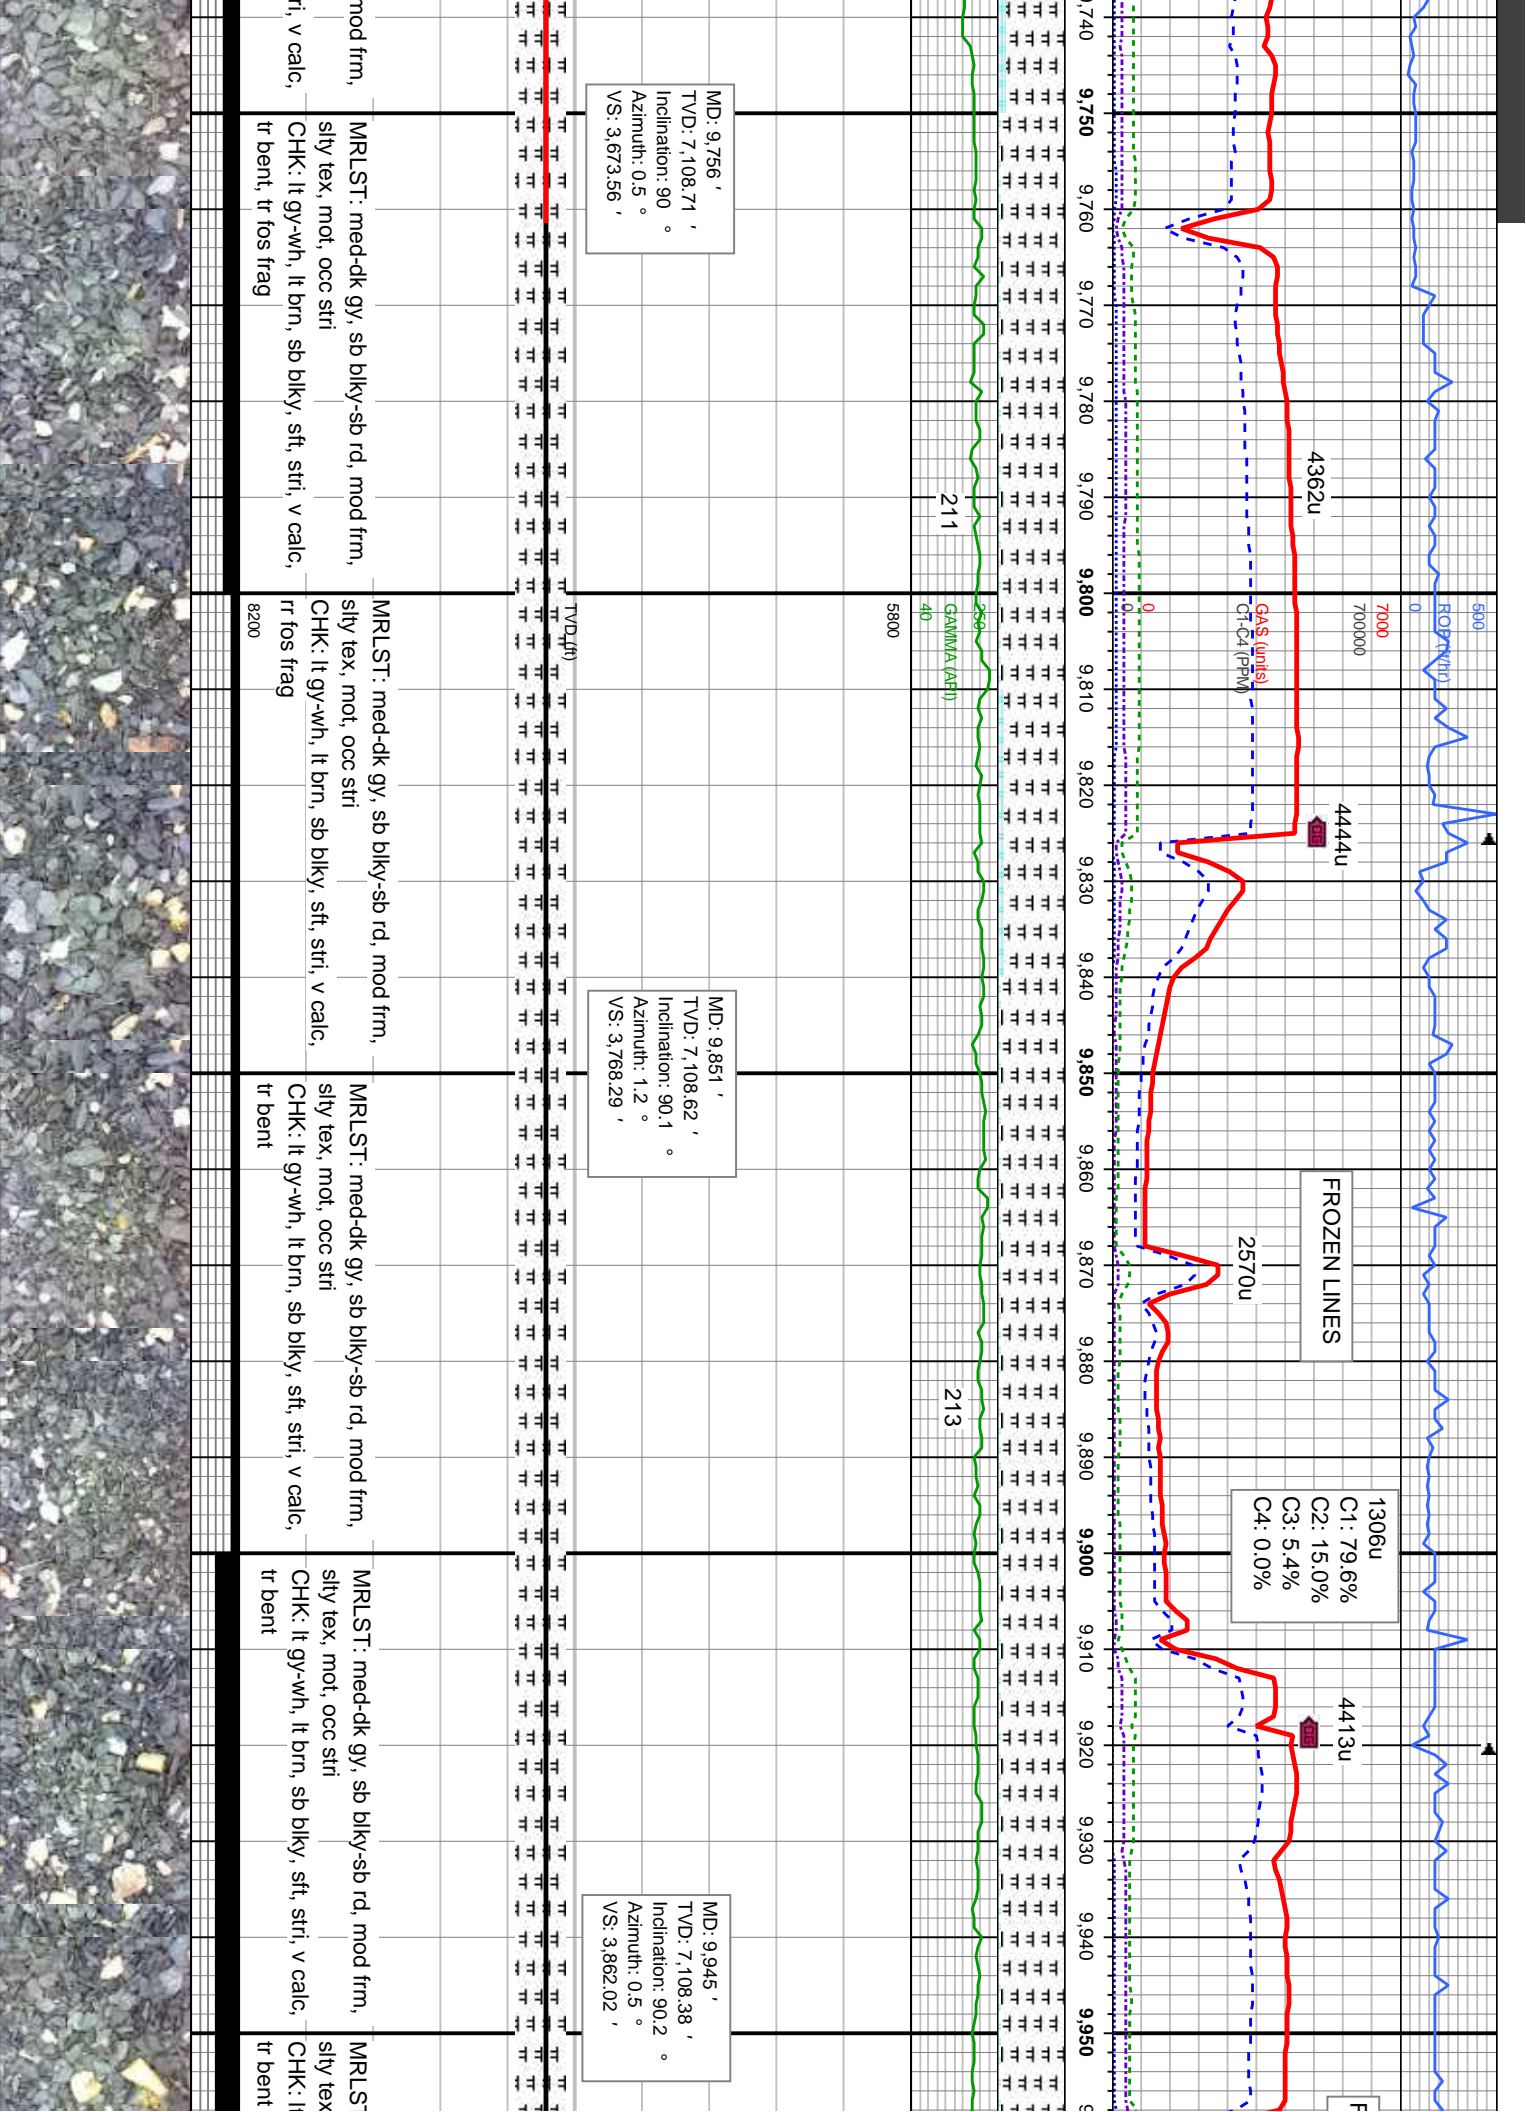 500
ROP (ft/hr)
0
7000
700000
GAS (units)
C1-C4 (PPM)
0
0
4362u
4444u
FROZEN LINES
2570u
1306u
C1: 79.6%
C2: 15.0%
C3: 5.4%
C4: 0.0%
4413u
9,740
9,750
9,760
9,770
9,780
9,790
9,800
9,810
9,820
9,830
9,840
9,850
9,860
9,870
9,880
9,890
9,900
9,910
9,920
9,930
9,940
9,950
250
GAMMA (API)
40
211
213
5800
TVD (ft)
8200
MD: 9,756 '
TVD: 7,108.71 '
Inclination: 90 °
Azimuth: 0.5 °
VS: 3,673.56 '
MD: 9,851 '
TVD: 7,108.62 '
Inclination: 90.1 °
Azimuth: 1.2 °
VS: 3,768.29 '
MD: 9,945 '
TVD: 7,108.38 '
Inclination: 90.2 °
Azimuth: 0.5 °
VS: 3,862.02 '
mod frm,
ri, v calc,
MRLST: med-dk gy, sb blky-sb rd, mod frm,
slty tex, mot, occ stri
CHK: lt gy-wh, lt brn, sb blky, sft, stri, v calc,
tr bent, tr fos frag
MRLST: med-dk gy, sb blky-sb rd, mod frm,
slty tex, mot, occ stri
CHK: lt gy-wh, lt brn, sb blky, sft, stri, v calc,
rr fos frag
MRLST: med-dk gy, sb blky-sb rd, mod frm,
slty tex, mot, occ stri
CHK: lt gy-wh, lt brn, sb blky, sft, stri, v calc,
tr bent
MRLST: med-dk gy, sb blky-sb rd, mod frm,
slty tex, mot, occ stri
CHK: lt gy-wh, lt brn, sb blky, sft, stri, v calc,
tr bent
MRLST
slty tex
CHK: lt
tr bent